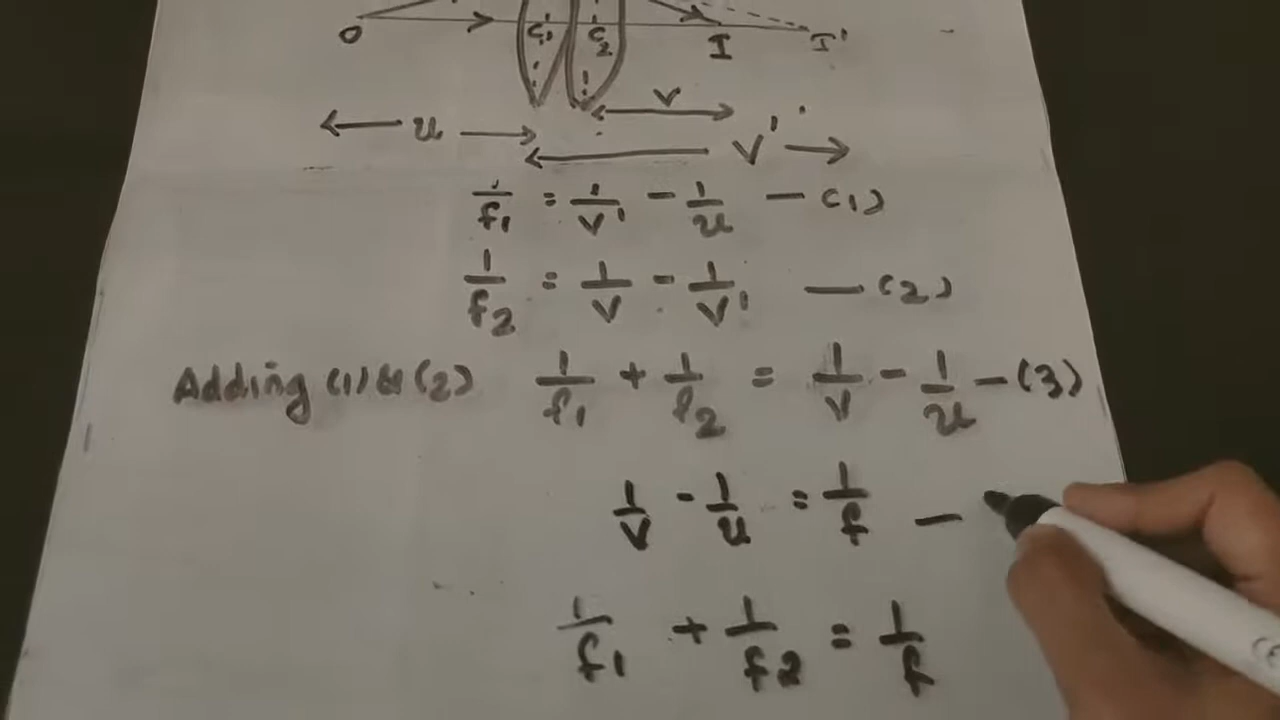 O C1 C2 I I'
u v
v'
1/f1 = 1/v' - 1/u - (1)
1/f2 = 1/v - 1/v' - (2)
Adding (1) & (2) 1/f1 + 1/f2 = 1/v - 1/u - (3)
1/v - 1/u = 1/f -
1/f1 + 1/f2 = 1/f